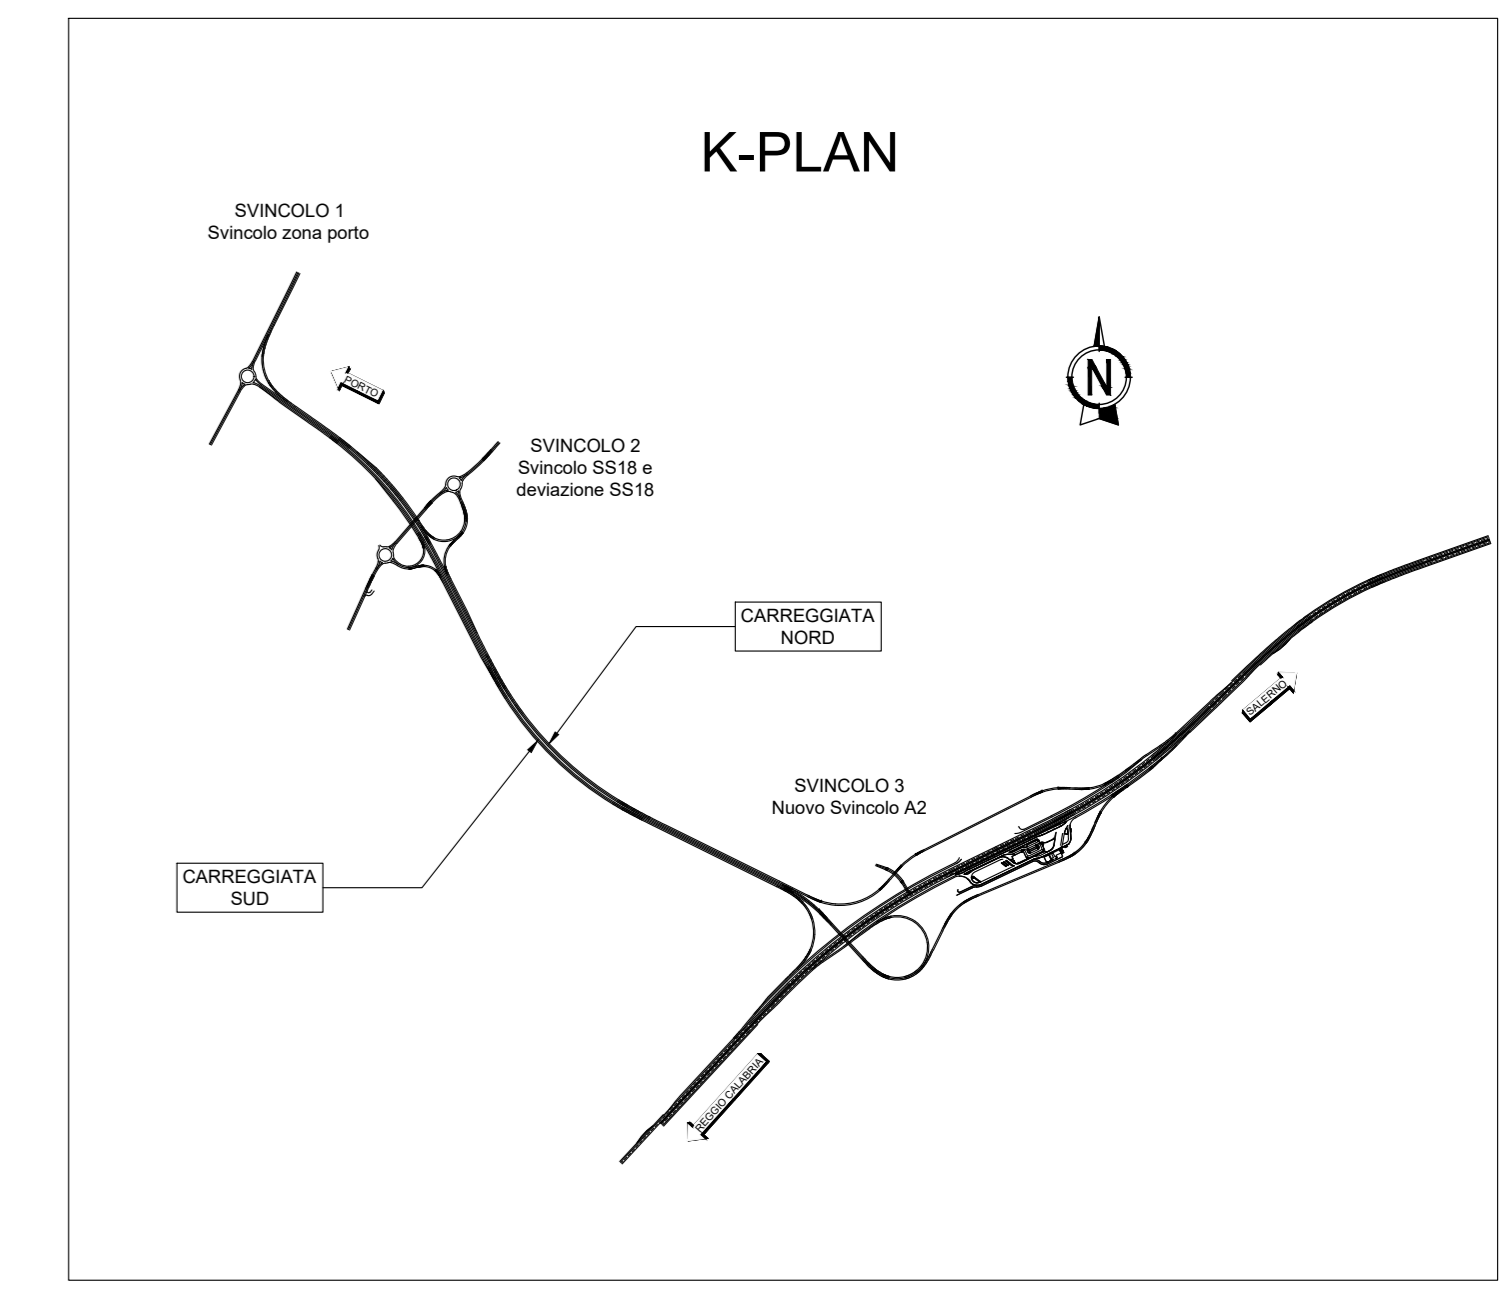 K-PLAN
SVINCOLO 1
Svincolo zona porto
PORTO
N
SVINCOLO 2
Svincolo SS18 e
deviazione SS18
CARREGGIATA
NORD
SALERNO
SVINCOLO 3
Nuovo Svincolo A2
CARREGGIATA
SUD
REGGIO CALABRIA